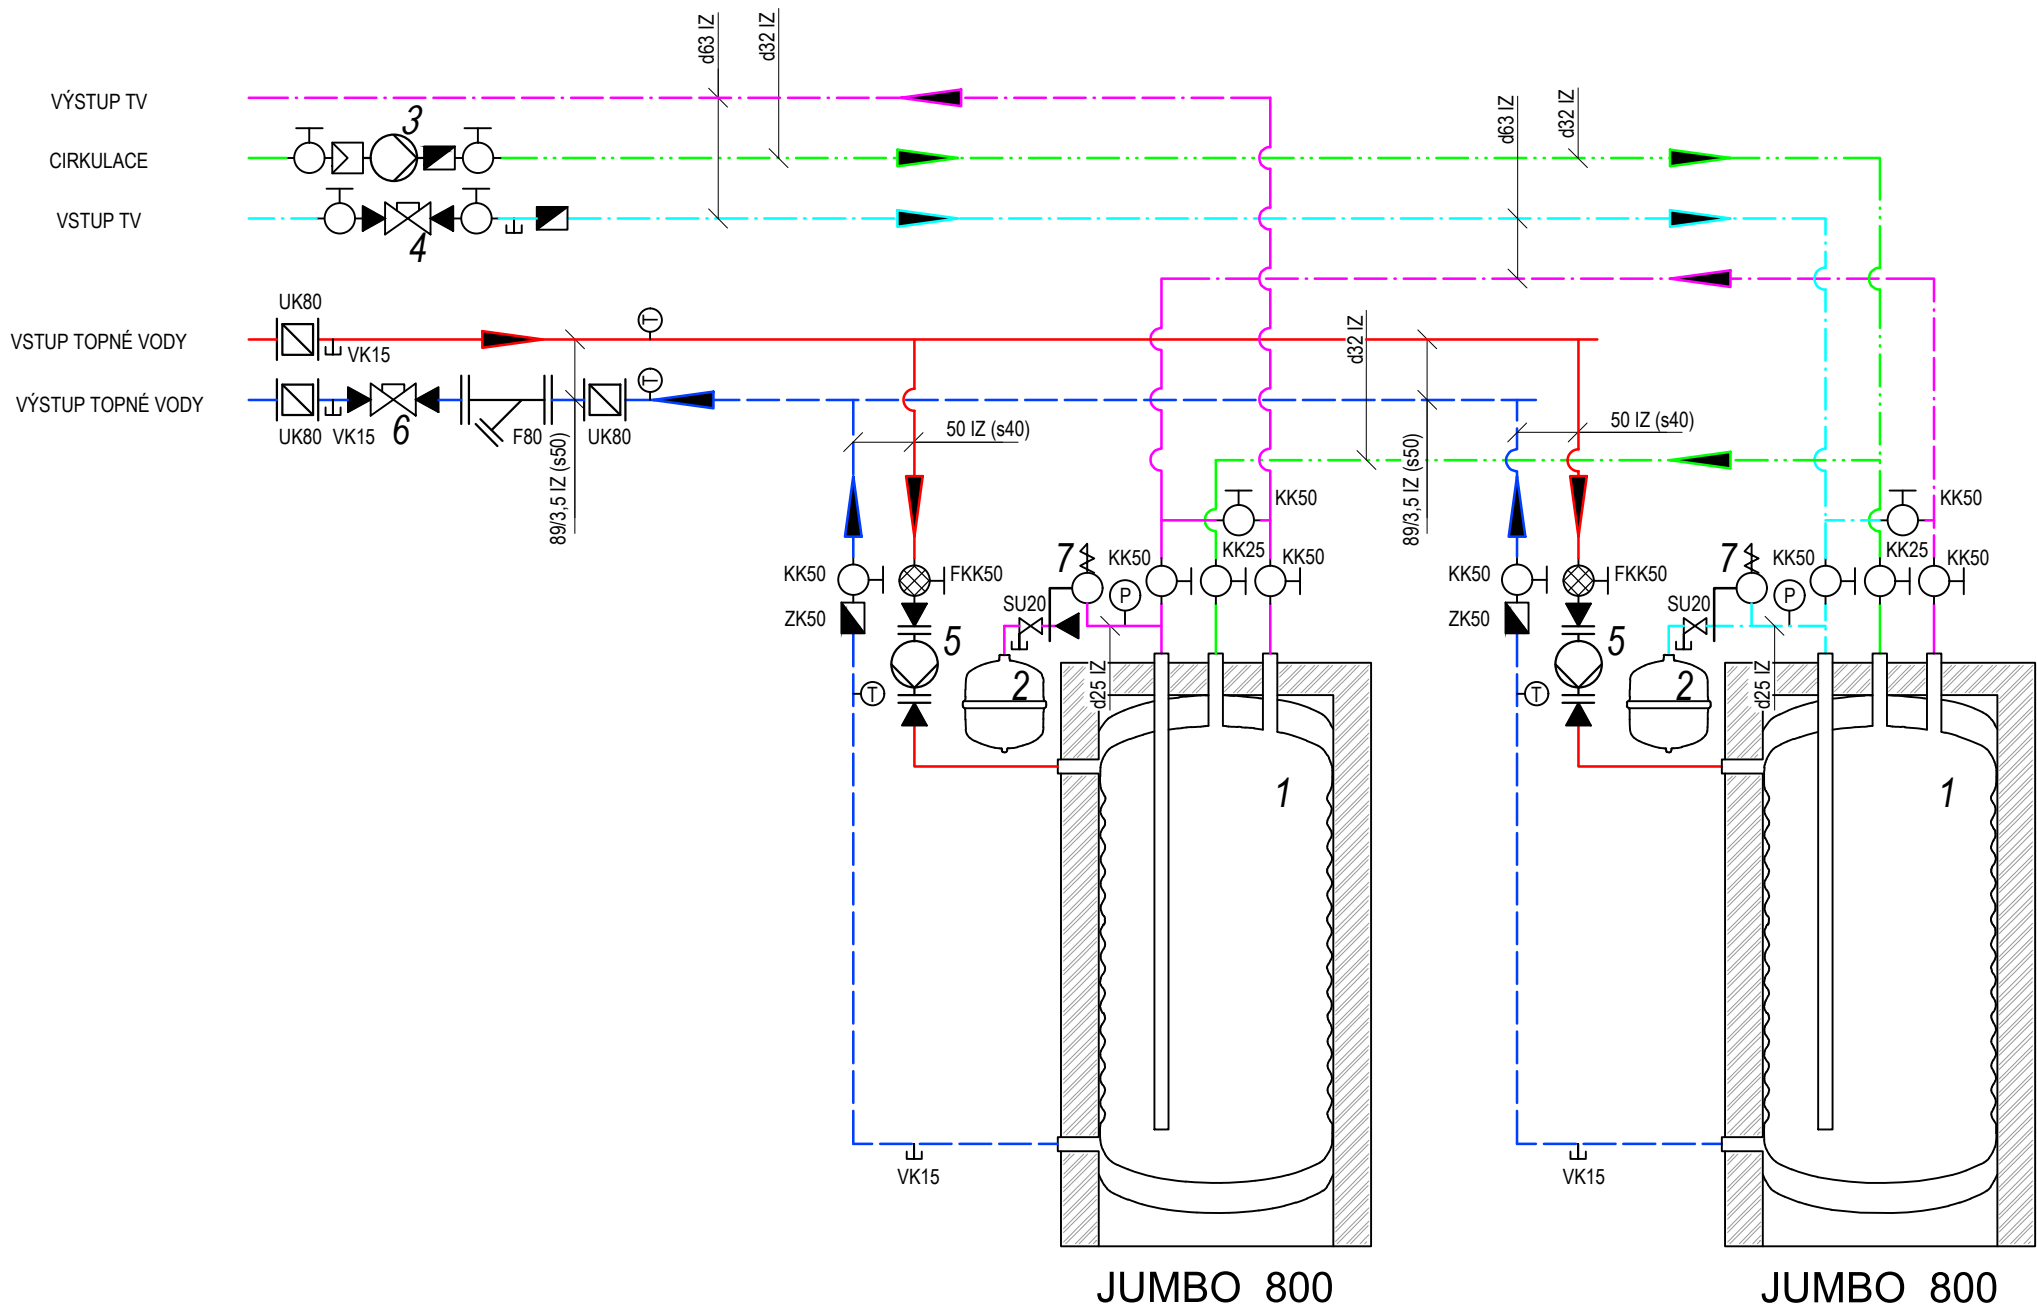 d63 IZ
d32 IZ
VÝSTUP TV
3
d63 IZ
d32 IZ
CIRKULACE
VSTUP TV
4
UK80
T
VSTUP TOPNÉ VODY
VK15
d32 IZ
T
VÝSTUP TOPNÉ VODY
UK80
VK15
6
F80
UK80
50 IZ (s40)
50 IZ (s40)
89/3,5 IZ (s50)
89/3,5 IZ (s50)
KK50
KK50
7
KK50
KK25
KK50
7
KK50
KK25
KK50
KK50
FKK50
KK50
FKK50
P
P
SU20
SU20
ZK50
ZK50
5
5
T
2
d25 IZ
T
2
d25 IZ
1
1
VK15
VK15
JUMBO 800
JUMBO 800